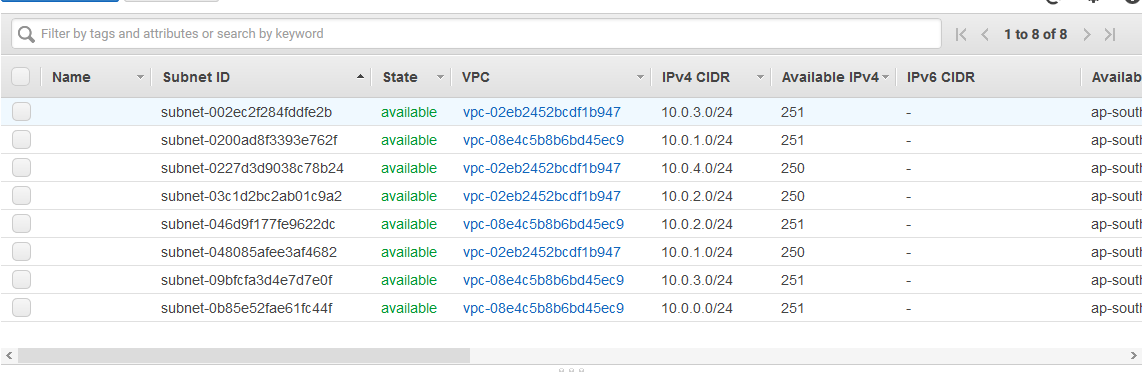 Filter by tags and attributes or search by keyword 1 to 8 of 8
Name Subnet ID State VPC IPv4 CIDR Available IPv4 IPv6 CIDR Availab
subnet-002ec2f284fddfe2b available vpc-02eb2452bcdf1b947 10.0.3.0/24 251 - ap-south
subnet-0200ad8f3393e762f available vpc-08e4c5b8b6bd45ec9 10.0.1.0/24 251 - ap-south
subnet-0227d3d9038c78b24 available vpc-02eb2452bcdf1b947 10.0.4.0/24 250 - ap-south
subnet-03c1d2bc2ab01c9a2 available vpc-02eb2452bcdf1b947 10.0.2.0/24 250 - ap-south
subnet-046d9f177fe9622dc available vpc-08e4c5b8b6bd45ec9 10.0.2.0/24 251 - ap-south
subnet-048085afee3af4682 available vpc-02eb2452bcdf1b947 10.0.1.0/24 250 - ap-south
subnet-09bfcfa3d4e7d7e0f available vpc-08e4c5b8b6bd45ec9 10.0.3.0/24 251 - ap-south
subnet-0b85e52fae61fc44f available vpc-08e4c5b8b6bd45ec9 10.0.0.0/24 251 - ap-south